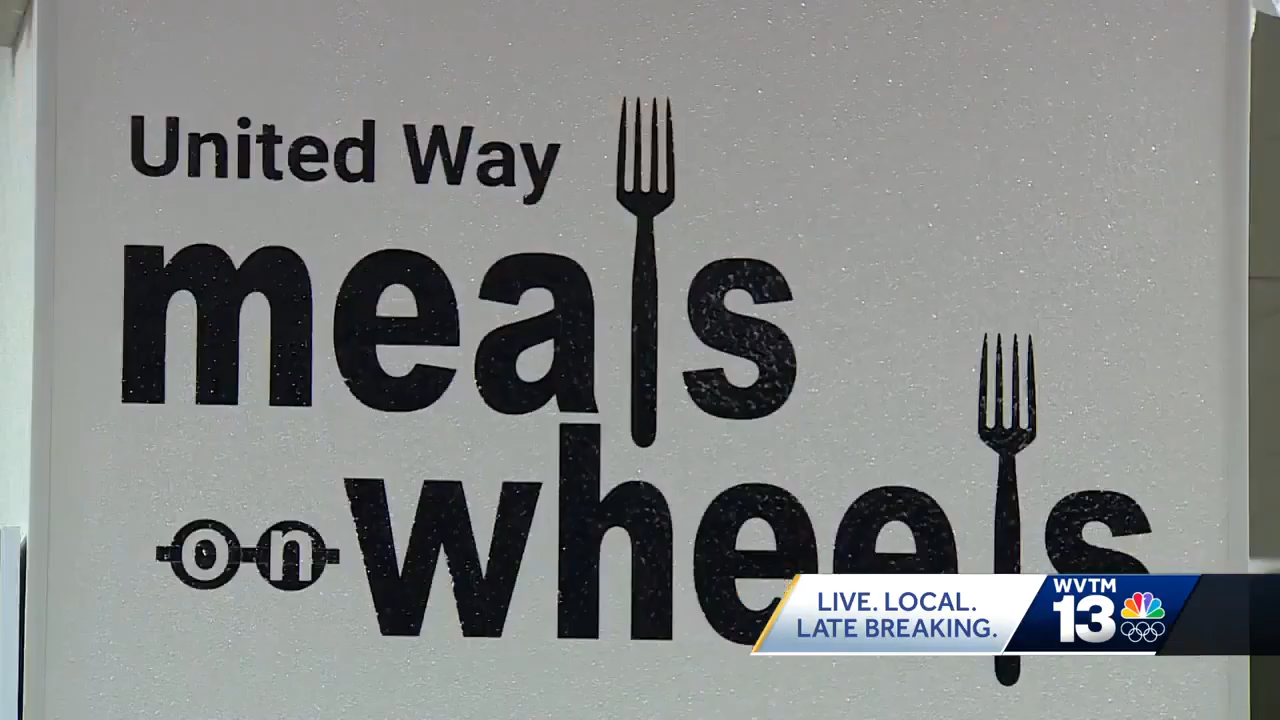 United Way
meals
on wheels
LIVE. LOCAL.
LATE BREAKING.
WVTM
13